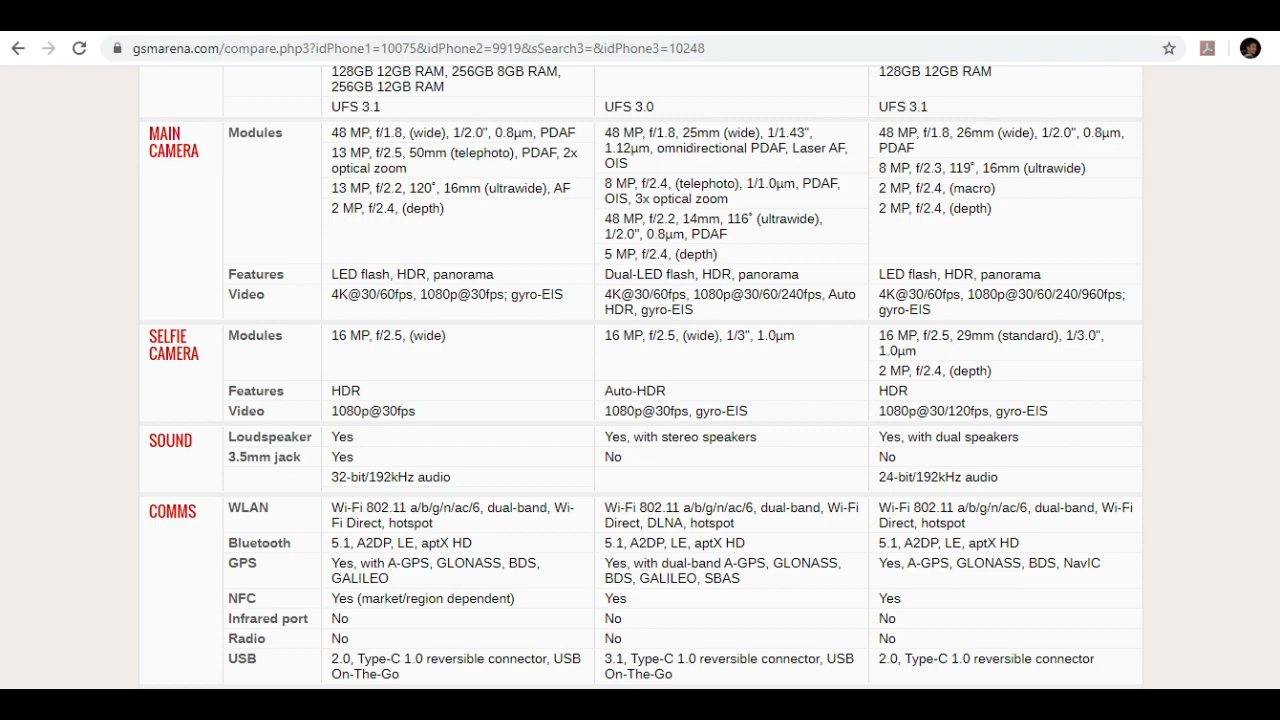 gsmarena.com/compare.php3?idPhone1=10075&idPhone2=9919&sSearch3=&idPhone3=10248
128GB 12GB RAM, 256GB 8GB RAM,
256GB 12GB RAM
128GB 12GB RAM
UFS 3.1
UFS 3.0
UFS 3.1
MAIN
CAMERA
Modules
48 MP, f/1.8, (wide), 1/2.0", 0.8µm, PDAF
13 MP, f/2.5, 50mm (telephoto), PDAF, 2x
optical zoom
13 MP, f/2.2, 120˚, 16mm (ultrawide), AF
2 MP, f/2.4, (depth)
48 MP, f/1.8, 25mm (wide), 1/1.43",
1.12µm, omnidirectional PDAF, Laser AF,
OIS
8 MP, f/2.4, (telephoto), 1/1.0µm, PDAF,
OIS, 3x optical zoom
48 MP, f/2.2, 14mm, 116˚ (ultrawide),
1/2.0", 0.8µm, PDAF
5 MP, f/2.4, (depth)
48 MP, f/1.8, 26mm (wide), 1/2.0", 0.8µm,
PDAF
8 MP, f/2.3, 119˚, 16mm (ultrawide)
2 MP, f/2.4, (macro)
2 MP, f/2.4, (depth)
Features
LED flash, HDR, panorama
Dual-LED flash, HDR, panorama
LED flash, HDR, panorama
Video
4K@30/60fps, 1080p@30fps; gyro-EIS
4K@30/60fps, 1080p@30/60/240fps, Auto
HDR, gyro-EIS
4K@30/60fps, 1080p@30/60/240/960fps;
gyro-EIS
SELFIE
CAMERA
Modules
16 MP, f/2.5, (wide)
16 MP, f/2.5, (wide), 1/3", 1.0µm
16 MP, f/2.5, 29mm (standard), 1/3.0",
1.0µm
2 MP, f/2.4, (depth)
Features
HDR
Auto-HDR
HDR
Video
1080p@30fps
1080p@30fps, gyro-EIS
1080p@30/120fps, gyro-EIS
SOUND
Loudspeaker
Yes
Yes, with stereo speakers
Yes, with dual speakers
3.5mm jack
Yes
No
No
32-bit/192kHz audio
24-bit/192kHz audio
COMMS
WLAN
Wi-Fi 802.11 a/b/g/n/ac/6, dual-band, Wi-
Fi Direct, hotspot
Wi-Fi 802.11 a/b/g/n/ac/6, dual-band, Wi-Fi
Direct, DLNA, hotspot
Wi-Fi 802.11 a/b/g/n/ac/6, dual-band, Wi-Fi
Direct, hotspot
Bluetooth
5.1, A2DP, LE, aptX HD
5.1, A2DP, LE, aptX HD
5.1, A2DP, LE, aptX HD
GPS
Yes, with A-GPS, GLONASS, BDS,
GALILEO
Yes, with dual-band A-GPS, GLONASS,
BDS, GALILEO, SBAS
Yes, A-GPS, GLONASS, BDS, NavIC
NFC
Yes (market/region dependent)
Yes
Yes
Infrared port
No
No
No
Radio
No
No
No
USB
2.0, Type-C 1.0 reversible connector, USB
On-The-Go
3.1, Type-C 1.0 reversible connector, USB
On-The-Go
2.0, Type-C 1.0 reversible connector